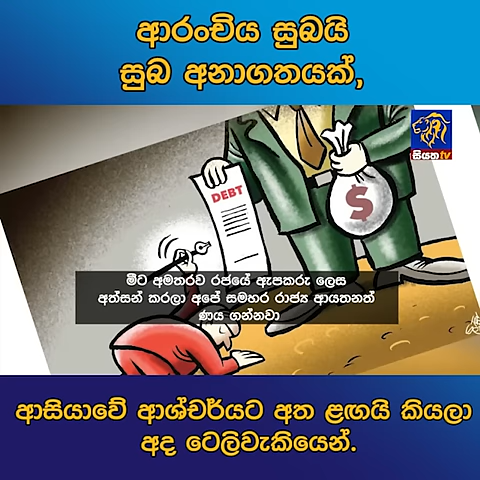 ආරංචිය සුබයි
සුබ අනාගතයක්,
සියත tv
DEBT
$
මීට අමතරව රජයේ ඇපකරු ලෙස
අත්සන් කරලා අපේ සමහර රාජ්‍ය ආයතනත්
ණය ගන්නවා
ආසියාවේ ආශ්චර්යට අත ළඟයි කියලා
අද ටෙලිවැකියෙන්.